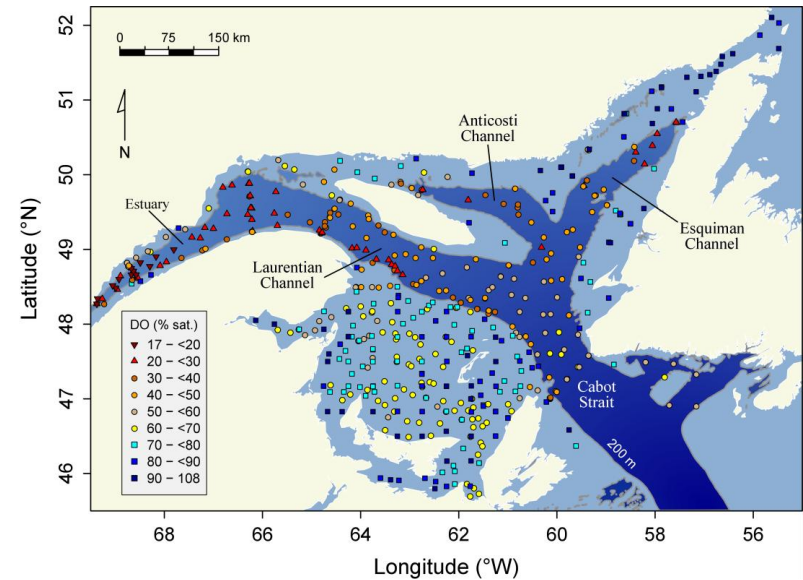 52
51
50
49
48
47
46
Latitude (°N)
0 75 150 km
N
Anticosti
Channel
Estuary
Esquiman
Channel
Laurentian
Channel
Cabot
Strait
200 m
DO (% sat.)
17 – <20
20 – <30
30 – <40
40 – <50
50 – <60
60 – <70
70 – <80
80 – <90
90 – 108
68 66 64 62 60 58 56
Longitude (°W)